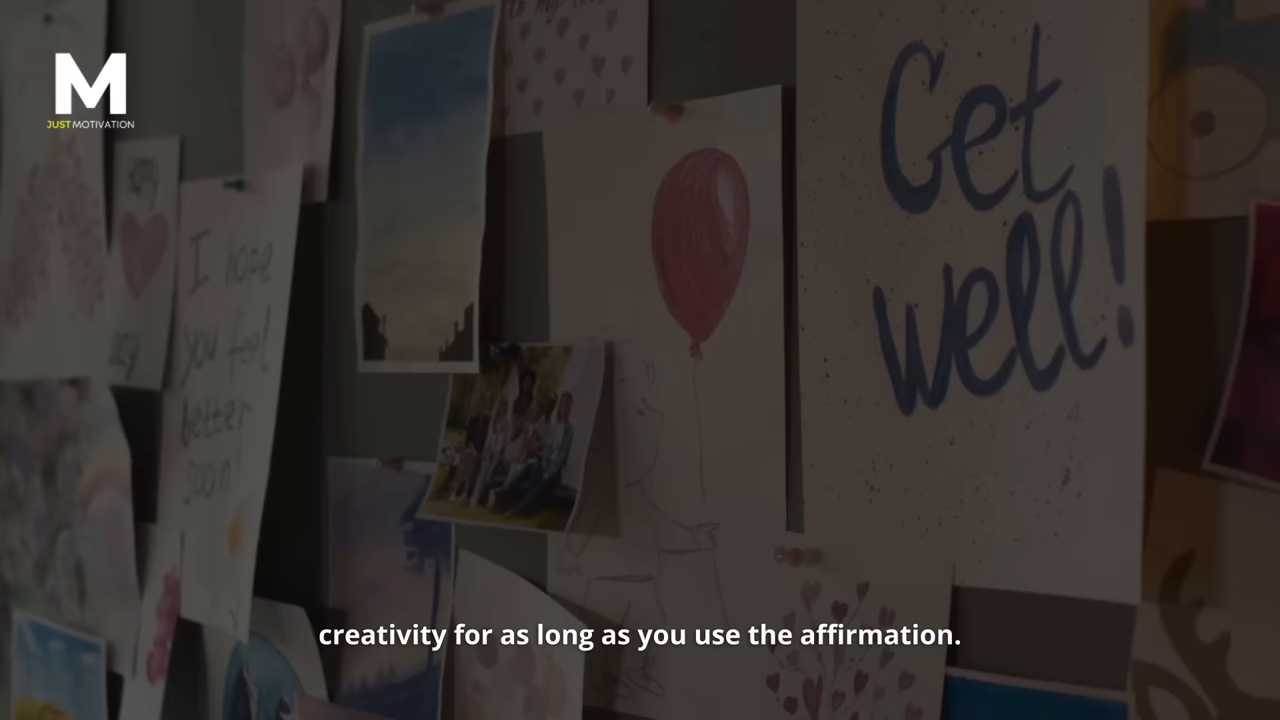 M
JUST MOTIVATION
Get
well!
I hope
you feel
better
soon!
creativity for as long as you use the affirmation.